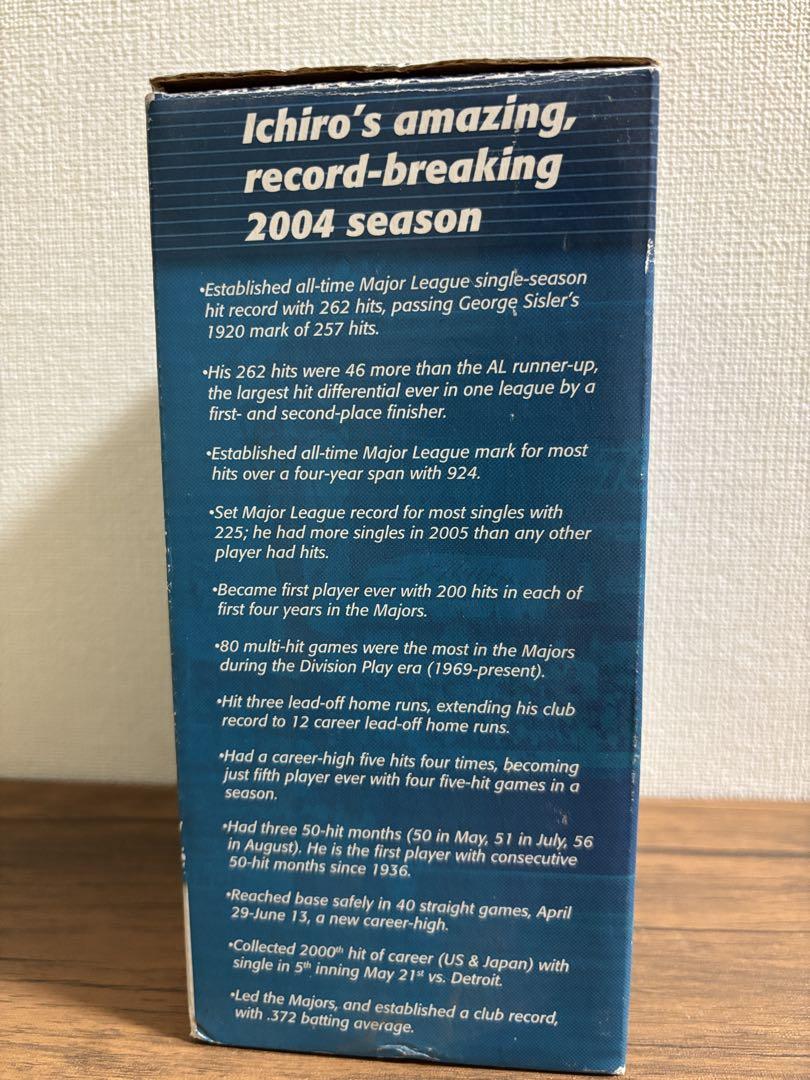 Ichiro's amazing,
record-breaking
2004 season
•Established all-time Major League single-season
hit record with 262 hits, passing George Sisler's
1920 mark of 257 hits.
•His 262 hits were 46 more than the AL runner-up,
the largest hit differential ever in one league by a
first- and second-place finisher.
•Established all-time Major League mark for most
hits over a four-year span with 924.
•Set Major League record for most singles with
225; he had more singles in 2005 than any other
player had hits.
•Became first player ever with 200 hits in each of
first four years in the Majors.
•80 multi-hit games were the most in the Majors
during the Division Play era (1969-present).
•Hit three lead-off home runs, extending his club
record to 12 career lead-off home runs.
•Had a career-high five hits four times, becoming
just fifth player ever with four five-hit games in a
season.
•Had three 50-hit months (50 in May, 51 in July, 56
in August). He is the first player with consecutive
50-hit months since 1936.
•Reached base safely in 40 straight games, April
29-June 13, a new career-high.
•Collected 2000th hit of career (US & Japan) with
single in 5th inning May 21st vs. Detroit.
•Led the Majors, and established a club record,
with .372 batting average.